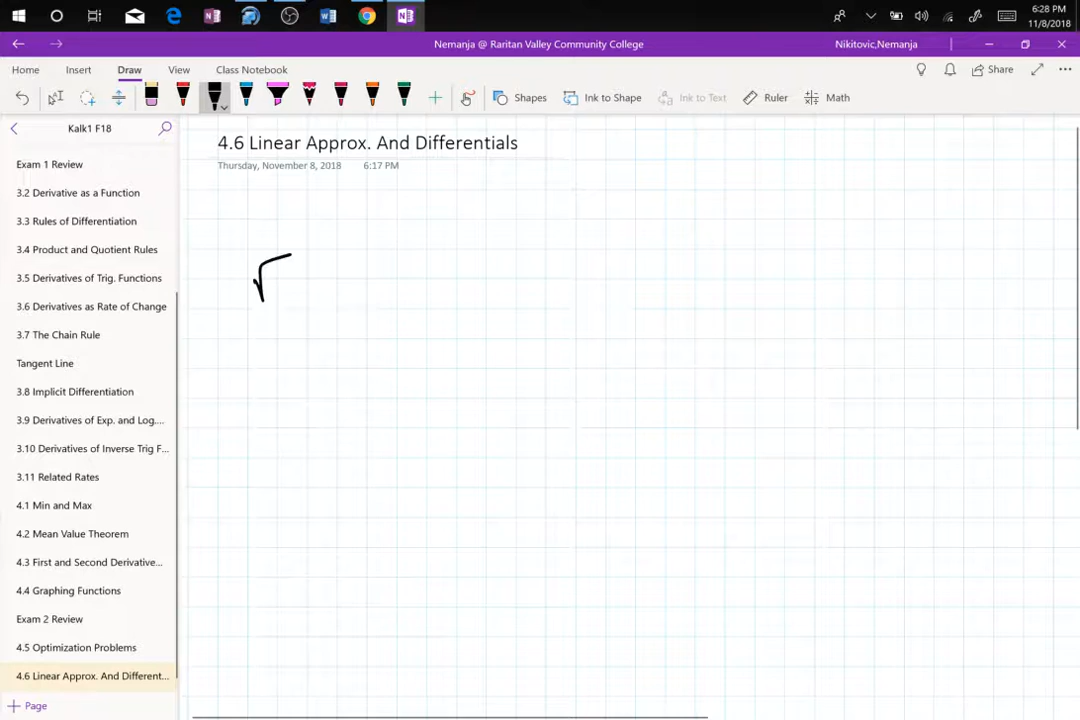 6:28 PM
11/8/2018
Nemanja @ Raritan Valley Community College
Nikitovic,Nemanja
Home Insert Draw View Class Notebook
Share
Shapes Ink to Shape Ink to Text Ruler Math
Kalk1 F18
Exam 1 Review
3.2 Derivative as a Function
3.3 Rules of Differentiation
3.4 Product and Quotient Rules
3.5 Derivatives of Trig. Functions
3.6 Derivatives as Rate of Change
3.7 The Chain Rule
Tangent Line
3.8 Implicit Differentiation
3.9 Derivatives of Exp. and Log....
3.10 Derivatives of Inverse Trig F...
3.11 Related Rates
4.1 Min and Max
4.2 Mean Value Theorem
4.3 First and Second Derivative...
4.4 Graphing Functions
Exam 2 Review
4.5 Optimization Problems
4.6 Linear Approx. And Different...
+ Page
4.6 Linear Approx. And Differentials
Thursday, November 8, 2018 6:17 PM
√